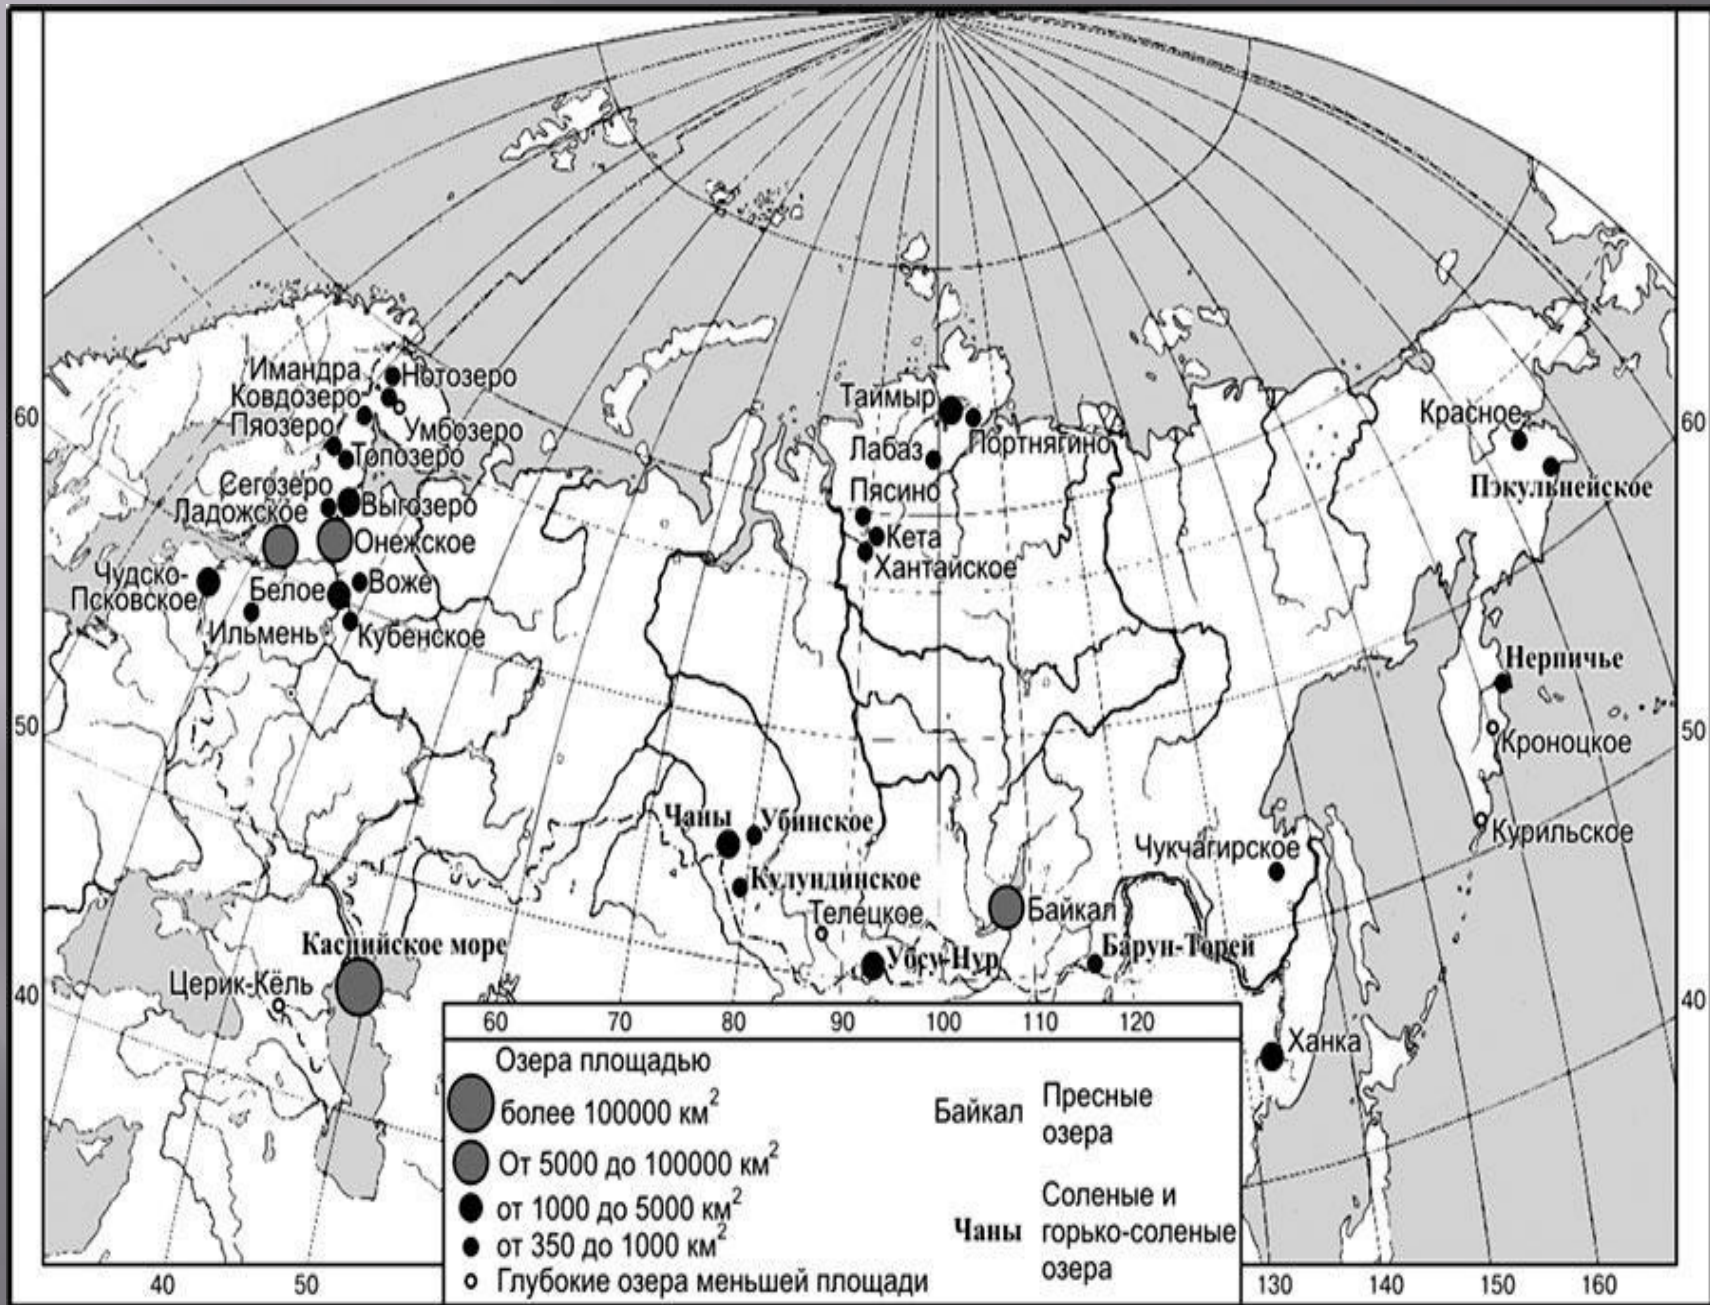 Имандра
Нотозеро
Ковдозеро
Пяозеро
Умбозеро
Топозеро
Сегозеро
Ладожское
Выгозеро
Онежское
Чудско-
Псковское
Белое
Воже
Ильмень
Кубенское
Таймыр
Портнягино
Лабаз
Пясино
Кета
Хантайское
Красное
Пэкульнейское
Нерпичье
Кроноцкое
Курильское
Чаны
Убинское
Кулундинское
Телецкое
Убсу-Нур
Байкал
Барун-Торей
Чукчагирское
Ханка
Каспийское море
Церик-Кёль
60
50
40
60
50
40
60 70 80 90 100 110 120
Озера площадью
более 100000 км²
От 5000 до 100000 км²
от 1000 до 5000 км²
от 350 до 1000 км²
Глубокие озера меньшей площади
Байкал
Пресные
озера
Чаны
Соленые и
горько-соленые
озера
40 50
130 140 150 160